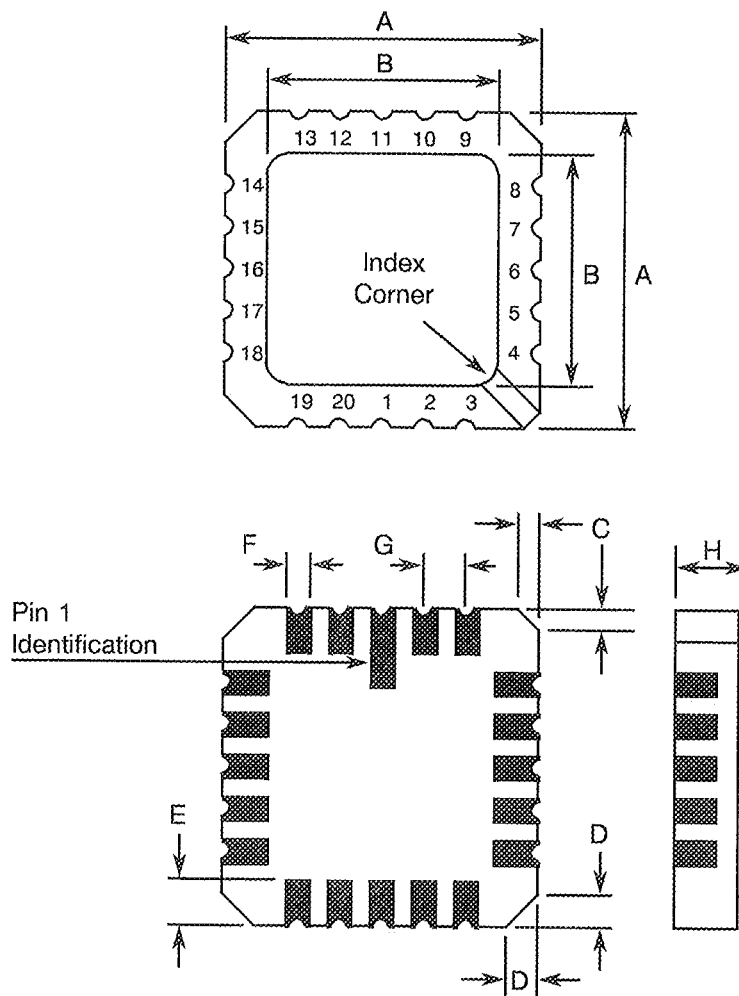 A
B
13 12 11 10 9
14 8
15 7
16 6
17 5
18 4
Index
Corner
B
A
19 20 1 2 3
C
F
G
H
Pin 1
Identification
E
D
D